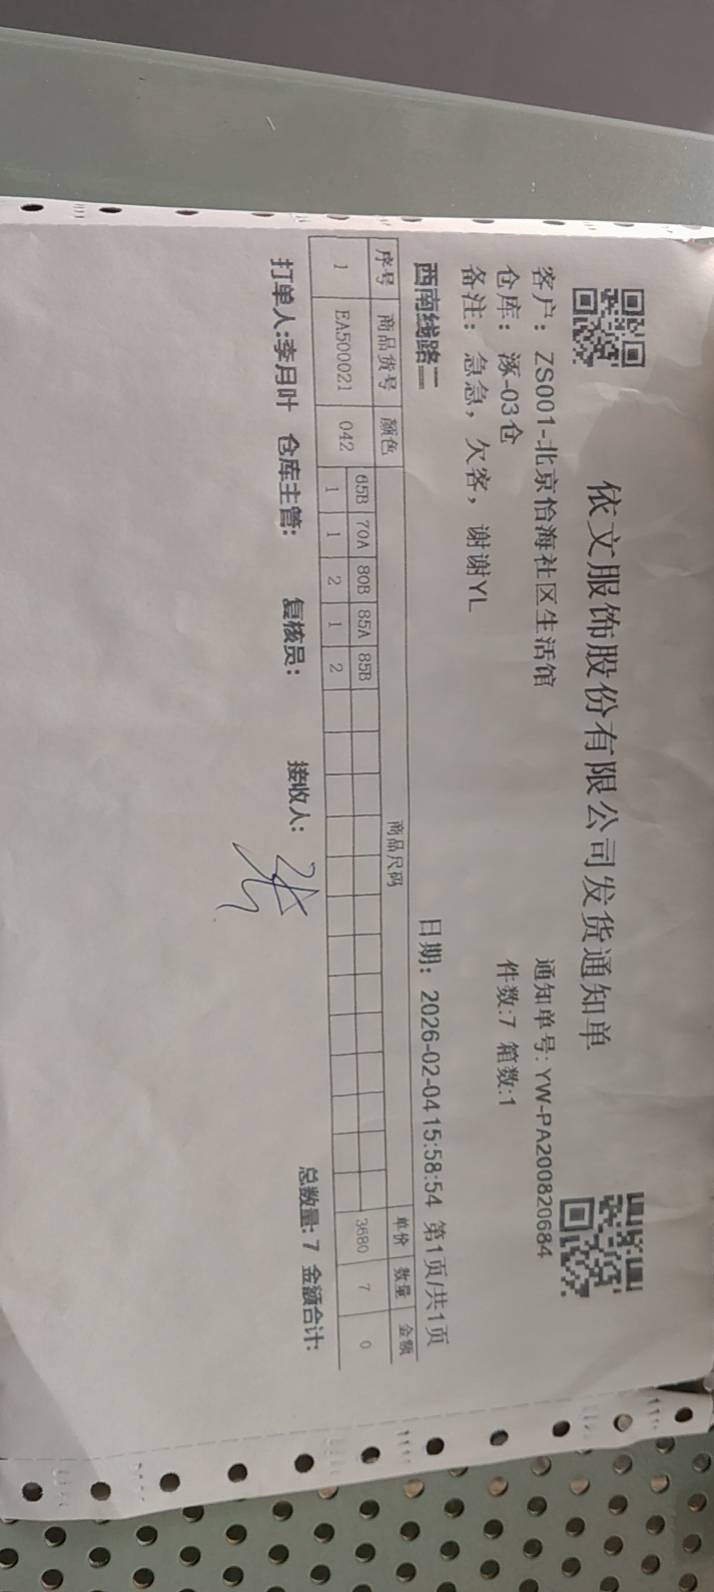 依文服饰股份有限公司发货通知单
客户：ZS001-北京怡海社区生活馆 通知单号: YW-PA200820684
仓库：涿-03仓 件数:7 箱数:1
备注：急急，欠客，谢谢YL
西南线路二 日期：2026-02-04 15:58:54 第1页/共1页
序号 商品货号 颜色 商品尺码 单价 数量 金额
65B 70A 80B 85A 85B
1 EA500021 042 1 1 2 1 2 3680 7 0
总数量: 7 金额合计:
打单人:李月叶 仓库主管: 复核员: 接收人: